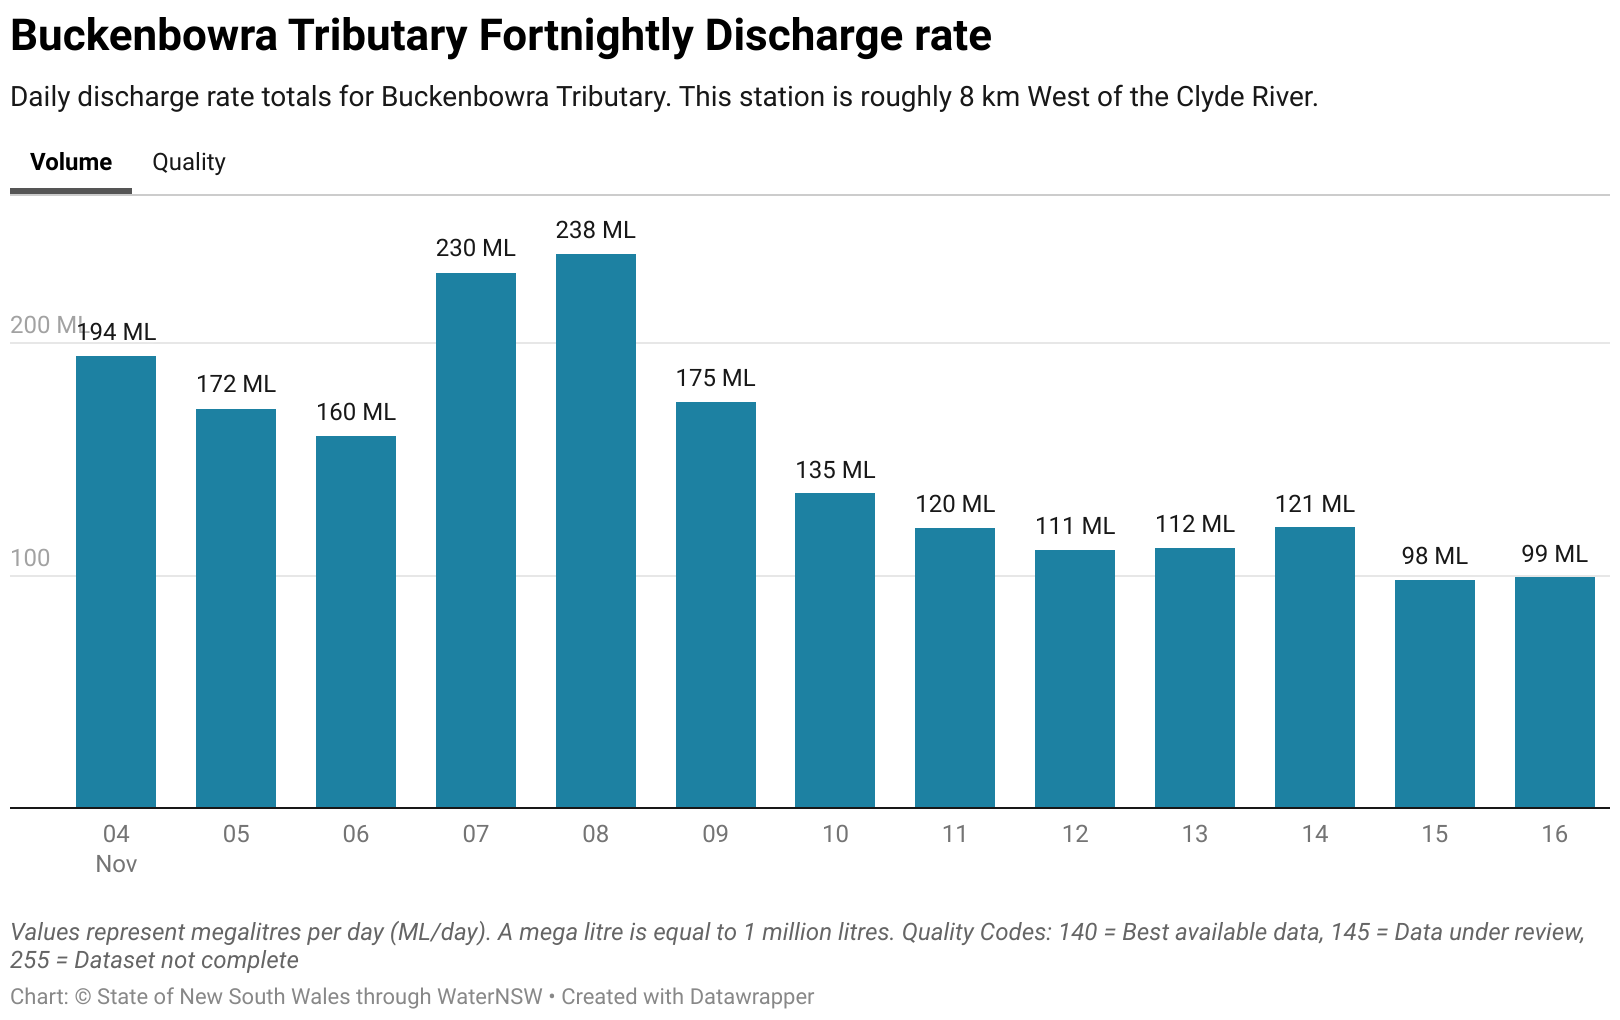 Buckenbowra Tributary Fortnightly Discharge rate
Daily discharge rate totals for Buckenbowra Tributary. This station is roughly 8 km West of the Clyde River.
Volume Quality
238 ML
230 ML
200 ML
194 ML
175 ML
172 ML
160 ML
135 ML
120 ML
121 ML
111 ML
112 ML
100
98 ML
99 ML
04 05 06 07 08 09 10 11 12 13 14 15 16
Nov
Values represent megalitres per day (ML/day). A mega litre is equal to 1 million litres. Quality Codes: 140 = Best available data, 145 = Data under review,
255 = Dataset not complete
Chart: © State of New South Wales through WaterNSW • Created with Datawrapper